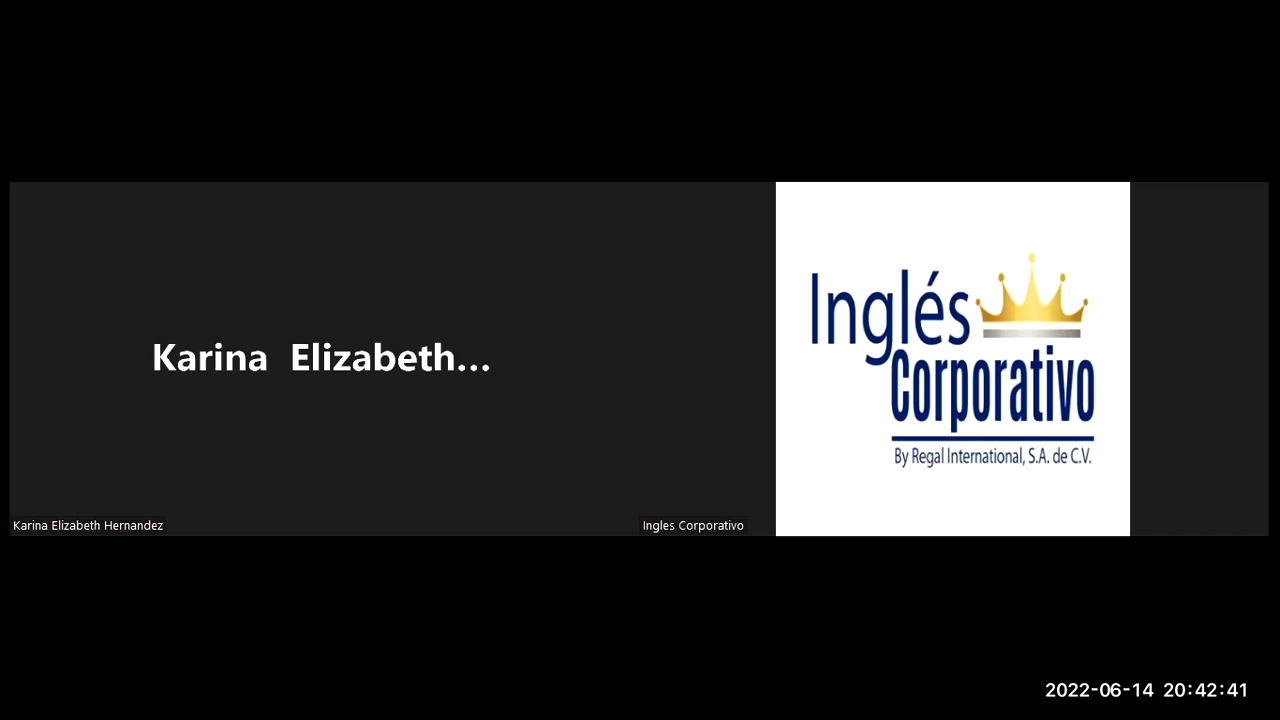 Karina Elizabeth...
Karina Elizabeth Hernandez
Inglés
Corporativo
By Regal International, S.A. de C.V.
Ingles Corporativo
2022-06-14 20:42:41